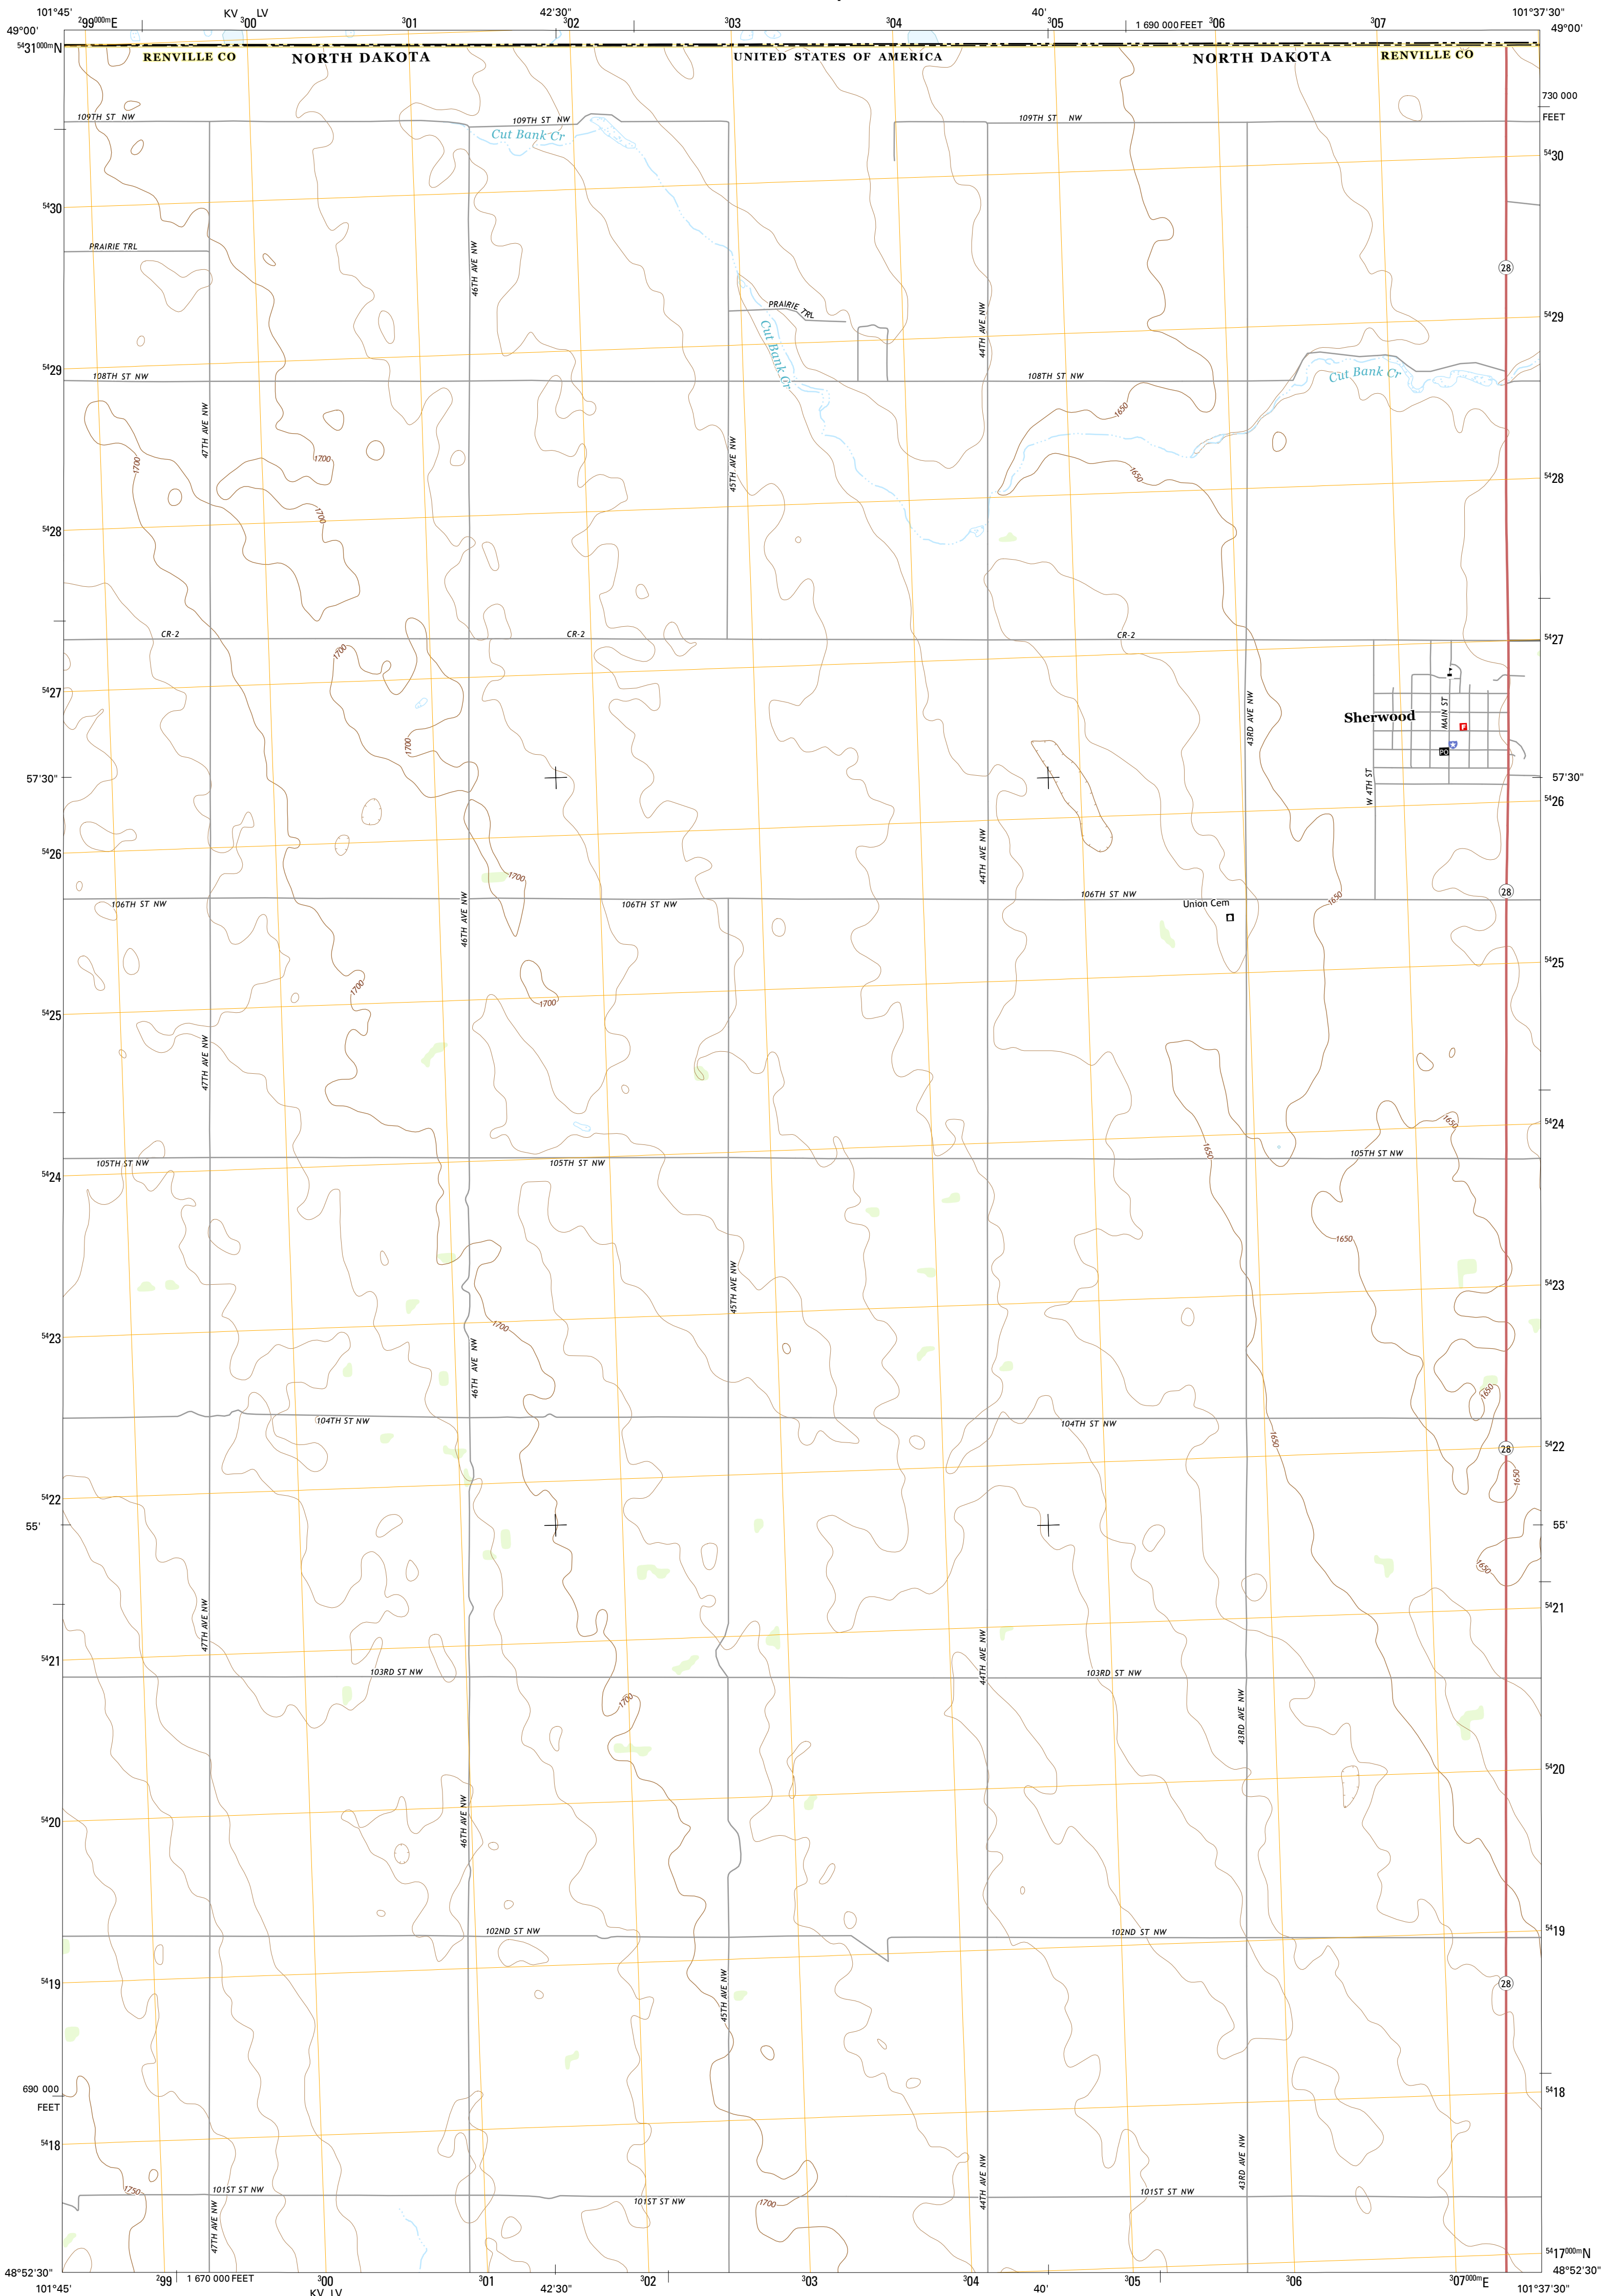 101°45' KV LV 42'30" 40' 101°37'30"
²99⁰⁰⁰ᵐE ³00 ³01 ³02 ³03 ³04 ³05 1 690 000 FEET ³06 ³07
49°00' 49°00'
⁵⁴31⁰⁰⁰ᵐN
RENVILLE CO NORTH DAKOTA UNITED STATES OF AMERICA NORTH DAKOTA RENVILLE CO
730 000
FEET
109TH ST NW 109TH ST NW 109TH ST NW
Cut Bank Cr
⁵⁴30
⁵⁴30
PRAIRIE TRL
46TH AVE NW
28
PRAIRIE TRL
44TH AVE NW
⁵⁴29
Cut Bank Cr
⁵⁴29
108TH ST NW 108TH ST NW
Cut Bank Cr
1650
47TH AVE NW
45TH AVE NW
1700 1700
1650
⁵⁴28
1700
⁵⁴28
CR-2 CR-2 CR-2
⁵⁴27
1700
⁵⁴27
43RD AVE NW
Sherwood
MAIN ST
F
PO
1700
57'30" 57'30"
W 4TH ST
⁵⁴26
⁵⁴26
44TH AVE NW
1700
28
106TH ST NW 106TH ST NW 106TH ST NW
1650
Union Cem
46TH AVE NW
⁵⁴25
1700
1700
⁵⁴25
47TH AVE NW
⁵⁴24
1650
1650
105TH ST NW 105TH ST NW 105TH ST NW
⁵⁴24
1650
⁵⁴23
45TH AVE NW
1700
⁵⁴23
46TH AVE NW
1650
104TH ST NW 104TH ST NW
1650
⁵⁴22
28
1650
⁵⁴22
55' 55'
1650
⁵⁴21
47TH AVE NW
44TH AVE NW
⁵⁴21
103RD ST NW 103RD ST NW
1700
43RD AVE NW
⁵⁴20
⁵⁴20
46TH AVE NW
102ND ST NW 102ND ST NW
⁵⁴19
⁵⁴19
45TH AVE NW
28
690 000
FEET
⁵⁴18
⁵⁴18
43RD AVE NW
44TH AVE NW
1750
101ST ST NW 101ST ST NW 101ST ST NW
1700
47TH AVE NW
⁵⁴17⁰⁰⁰ᵐN
48°52'30" 48°52'30"
²99 1 670 000 FEET ³00 ³01 42'30" ³02 ³03 ³04 40' ³05 ³06 ³07⁰⁰⁰ᵐE
101°45' KV LV 101°37'30"